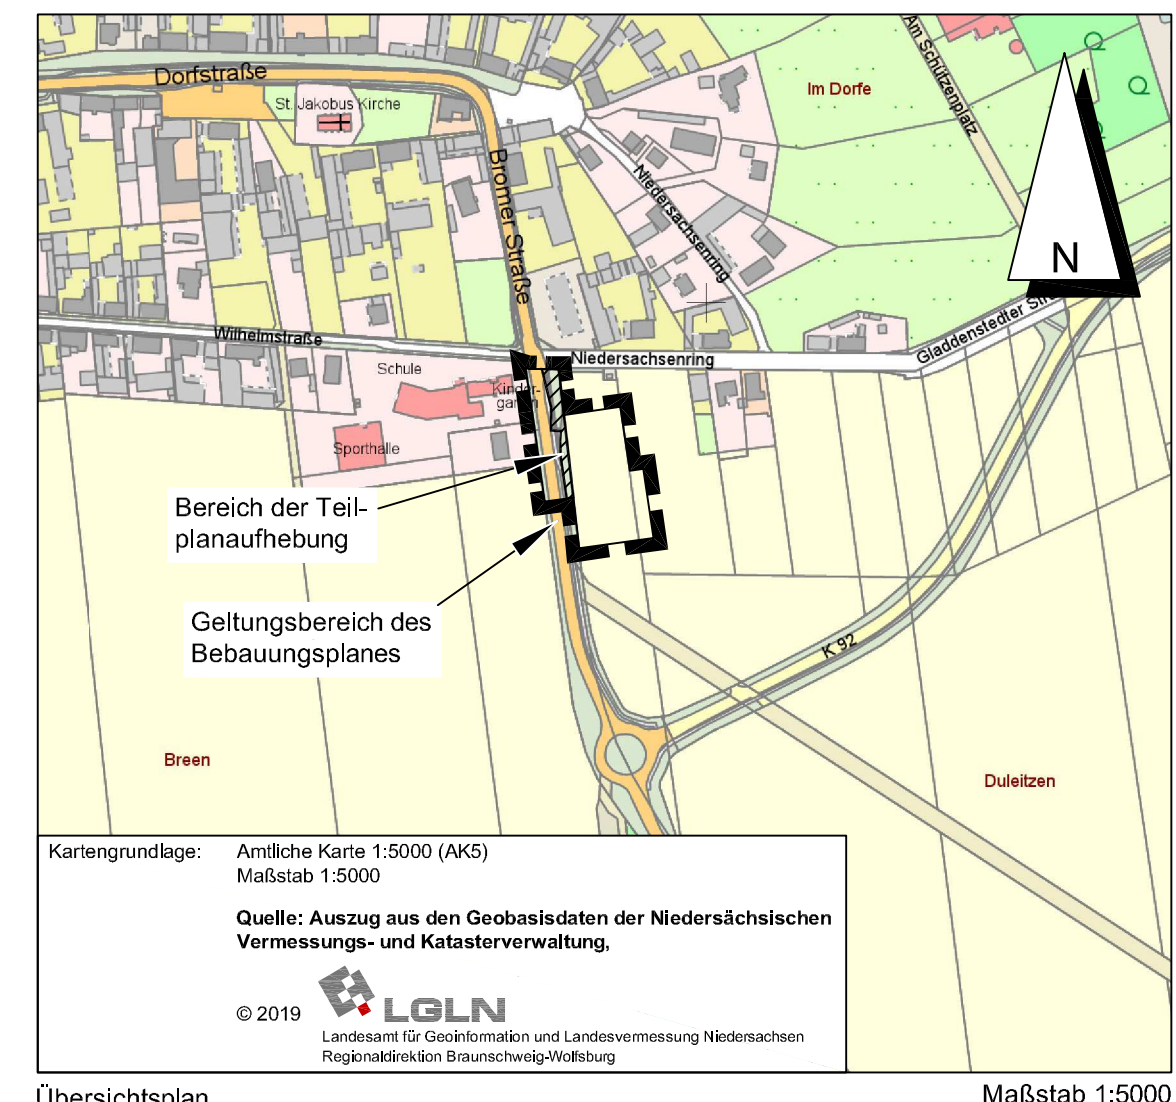 Dorfstraße
St. Jakobus Kirche
Im Dorfe
Am Schützenplatz
Bromer Straße
Niedersachsenring
N
Wilhelmstraße
Niedersachsenring
Gladdenstedter
Schule
Kinder-
garten
Sporthalle
Bereich der Teil-
planaufhebung
Geltungsbereich des
Bebauungsplanes
K 92
Breen
Duleitzen
Kartengrundlage: Amtliche Karte 1:5000 (AK5)
Maßstab 1:5000
Quelle: Auszug aus den Geobasisdaten der Niedersächsischen
Vermessungs- und Katasterverwaltung,
© 2019 LGLN
Landesamt für Geoinformation und Landesvermessung Niedersachsen
Regionaldirektion Braunschweig-Wolfsburg
Übersichtsplan Maßstab 1:5000